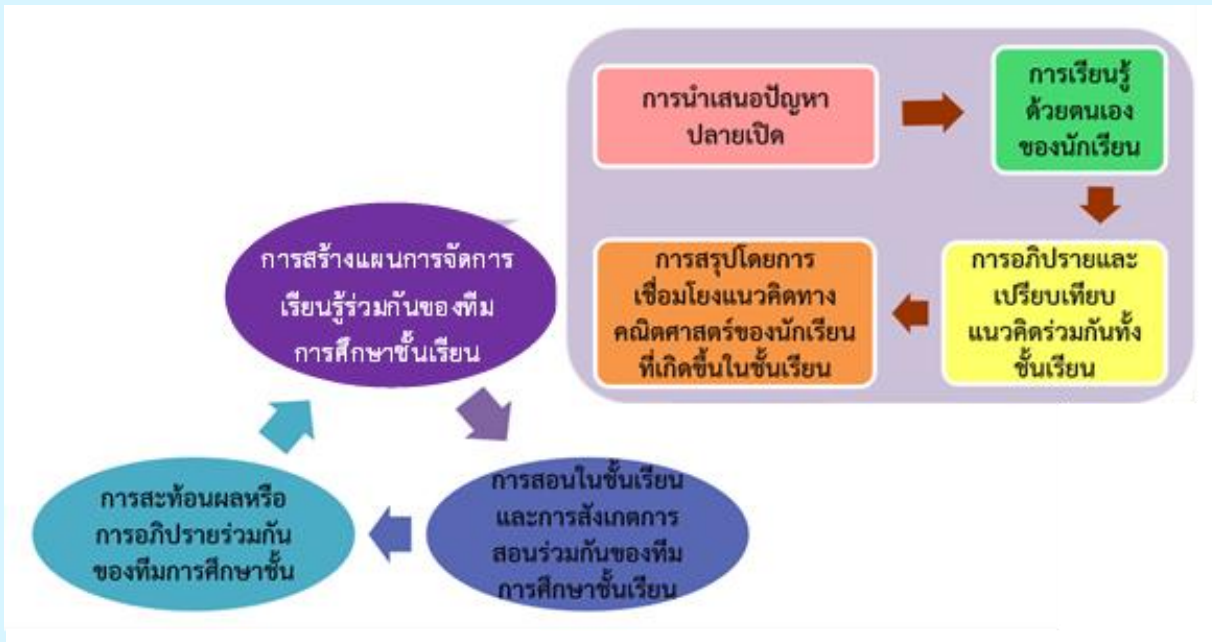 การนำเสนอปัญหา
ปลายเปิด
การเรียนรู้
ด้วยตนเอง
ของนักเรียน
การอภิปรายและ
เปรียบเทียบ
แนวคิดร่วมกันทั้ง
ชั้นเรียน
การสรุปโดยการ
เชื่อมโยงแนวคิดทาง
คณิตศาสตร์ของนักเรียน
ที่เกิดขึ้นในชั้นเรียน
การสร้างแผนการจัดการ
เรียนรู้ร่วมกันของทีม
การศึกษาชั้นเรียน
การสอนในชั้นเรียน
และการสังเกตการ
สอนร่วมกันของทีม
การศึกษาชั้นเรียน
การสะท้อนผลหรือ
การอภิปรายร่วมกัน
ของทีมการศึกษาชั้น